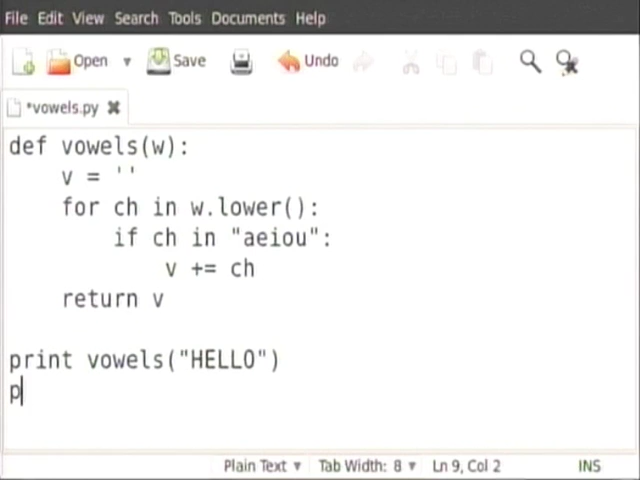 File Edit View Search Tools Documents Help
Open Save Undo
*vowels.py
def vowels(w):
    v = ''
    for ch in w.lower():
        if ch in "aeiou":
            v += ch
    return v
print vowels("HELLO")
p
Plain Text Tab Width: 8 Ln 9, Col 2 INS